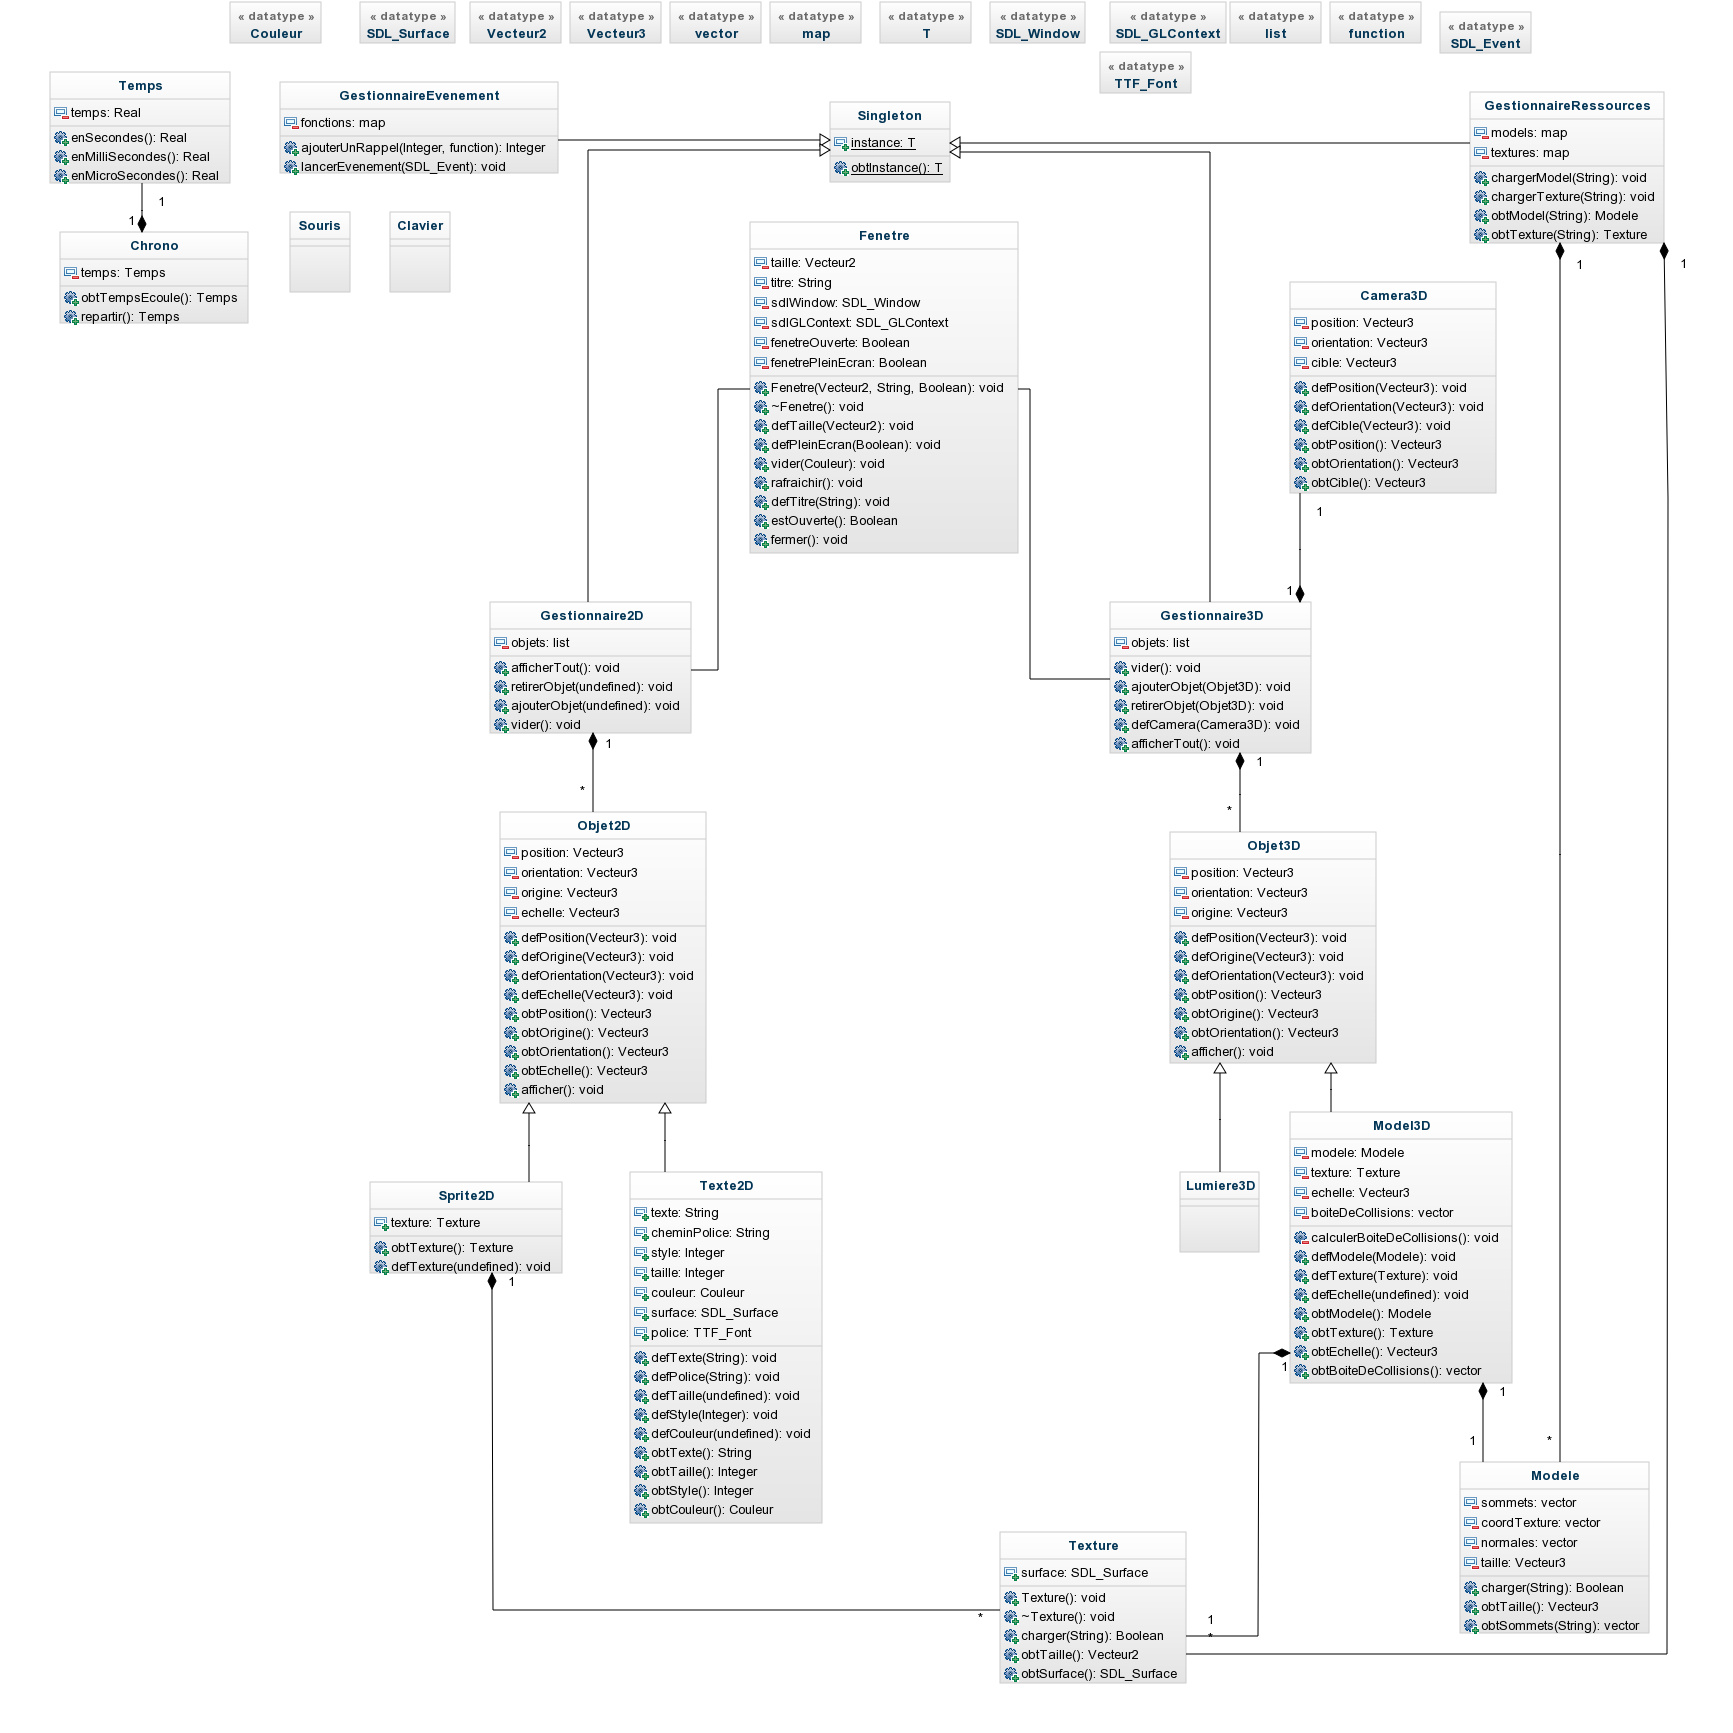 « datatype »
Couleur
« datatype »
SDL_Surface
« datatype »
Vecteur2
« datatype »
Vecteur3
« datatype »
vector
« datatype »
map
« datatype »
T
« datatype »
SDL_Window
« datatype »
SDL_GLContext
« datatype »
list
« datatype »
function
« datatype »
SDL_Event
« datatype »
TTF_Font
Temps
temps: Real
enSecondes(): Real
enMilliSecondes(): Real
enMicroSecondes(): Real
1
1
Chrono
temps: Temps
obtTempsEcoule(): Temps
repartir(): Temps
GestionnaireEvenement
fonctions: map
ajouterUnRappel(Integer, function): Integer
lancerEvenement(SDL_Event): void
Souris
Clavier
Singleton
instance: T
obtInstance(): T
GestionnaireRessources
models: map
textures: map
chargerModel(String): void
chargerTexture(String): void
obtModel(String): Modele
obtTexture(String): Texture
1
1
Fenetre
taille: Vecteur2
titre: String
sdlWindow: SDL_Window
sdlGLContext: SDL_GLContext
fenetreOuverte: Boolean
fenetrePleinEcran: Boolean
Fenetre(Vecteur2, String, Boolean): void
~Fenetre(): void
defTaille(Vecteur2): void
defPleinEcran(Boolean): void
vider(Couleur): void
rafraichir(): void
defTitre(String): void
estOuverte(): Boolean
fermer(): void
Camera3D
position: Vecteur3
orientation: Vecteur3
cible: Vecteur3
defPosition(Vecteur3): void
defOrientation(Vecteur3): void
defCible(Vecteur3): void
obtPosition(): Vecteur3
obtOrientation(): Vecteur3
obtCible(): Vecteur3
1
1
Gestionnaire2D
objets: list
afficherTout(): void
retirerObjet(undefined): void
ajouterObjet(undefined): void
vider(): void
1
*
Gestionnaire3D
objets: list
vider(): void
ajouterObjet(Objet3D): void
retirerObjet(Objet3D): void
defCamera(Camera3D): void
afficherTout(): void
1
*
Objet2D
position: Vecteur3
orientation: Vecteur3
origine: Vecteur3
echelle: Vecteur3
defPosition(Vecteur3): void
defOrigine(Vecteur3): void
defOrientation(Vecteur3): void
defEchelle(Vecteur3): void
obtPosition(): Vecteur3
obtOrigine(): Vecteur3
obtOrientation(): Vecteur3
obtEchelle(): Vecteur3
afficher(): void
Objet3D
position: Vecteur3
orientation: Vecteur3
origine: Vecteur3
defPosition(Vecteur3): void
defOrigine(Vecteur3): void
defOrientation(Vecteur3): void
obtPosition(): Vecteur3
obtOrigine(): Vecteur3
obtOrientation(): Vecteur3
afficher(): void
Sprite2D
texture: Texture
obtTexture(): Texture
defTexture(undefined): void
1
Texte2D
texte: String
cheminPolice: String
style: Integer
taille: Integer
couleur: Couleur
surface: SDL_Surface
police: TTF_Font
defTexte(String): void
defPolice(String): void
defTaille(undefined): void
defStyle(Integer): void
defCouleur(undefined): void
obtTexte(): String
obtTaille(): Integer
obtStyle(): Integer
obtCouleur(): Couleur
Lumiere3D
Model3D
modele: Modele
texture: Texture
echelle: Vecteur3
boiteDeCollisions: vector
calculerBoiteDeCollisions(): void
defModele(Modele): void
defTexture(Texture): void
defEchelle(undefined): void
obtModele(): Modele
obtTexture(): Texture
obtEchelle(): Vecteur3
obtBoiteDeCollisions(): vector
1
1
1
*
Modele
sommets: vector
coordTexture: vector
normales: vector
taille: Vecteur3
charger(String): Boolean
obtTaille(): Vecteur3
obtSommets(String): vector
Texture
surface: SDL_Surface
Texture(): void
~Texture(): void
charger(String): Boolean
obtTaille(): Vecteur2
obtSurface(): SDL_Surface
*
1
*